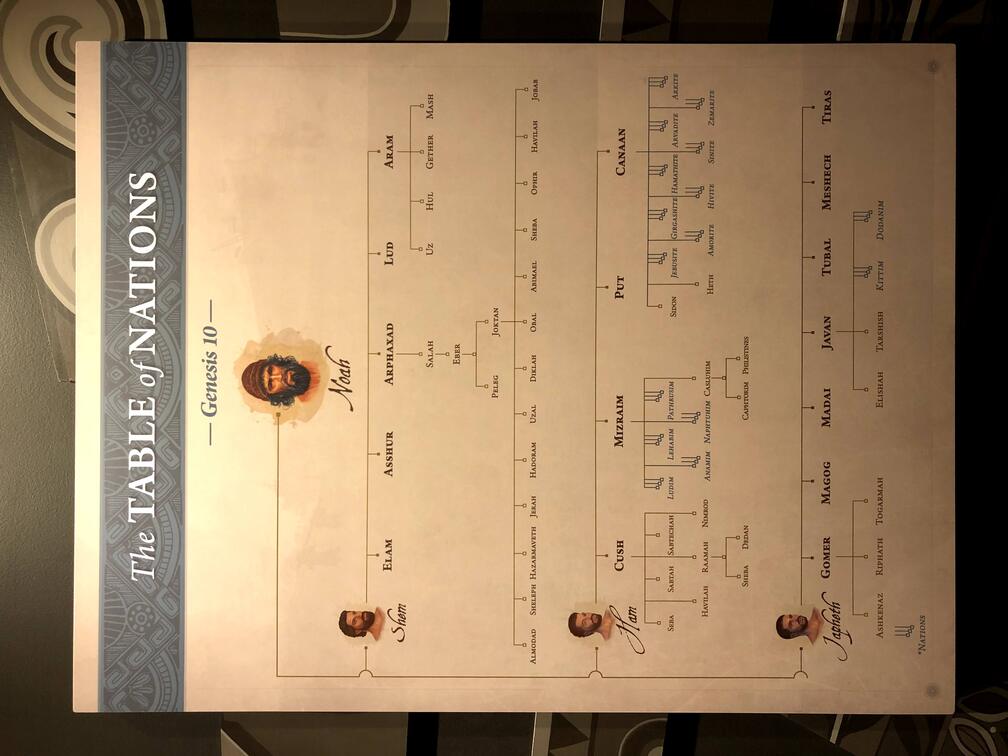 The TABLE of NATIONS
— Genesis 10 —
Noah
Shem
ELAM ASSHUR ARPHAXAD LUD ARAM
SALAH UZ HUL GETHER MASH
EBER
PELEG JOKTAN
ALMODAD SHELEPH HAZARMAVETH JERAH HADORAM UZAL DIKLAH OBAL ABIMAEL SHEBA OPHIR HAVILAH JOBAB
Ham
CUSH MIZRAIM PUT CANAAN
SEBA SABTAH SABTECHAH LUDIM LEHABIM PATHRUSIM SIDON JEBUSITE GIRGASHITE HAMATHITE ARVADITE ARKITE
HAVILAH RAAMAH NIMROD ANAMIM NAPHTUHIM CASLUHIM HETH AMORITE HIVITE SINITE ZEMARITE
SHEBA DEDAN CAPHTORIM PHILISTINES
Japheth
GOMER MAGOG MADAI JAVAN TUBAL MESHECH TIRAS
ASHKENAZ RIPHATH TOGARMAH ELISHAH TARSHISH KITTIM DODANIM
*NATIONS